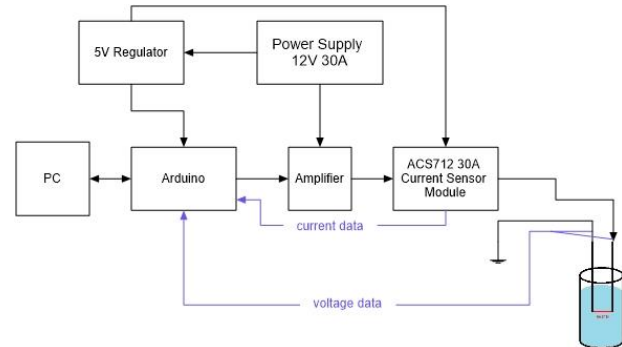 5V Regulator
Power Supply
12V 30A
PC
Arduino
Amplifier
ACS712 30A
Current Sensor
Module
current data
voltage data